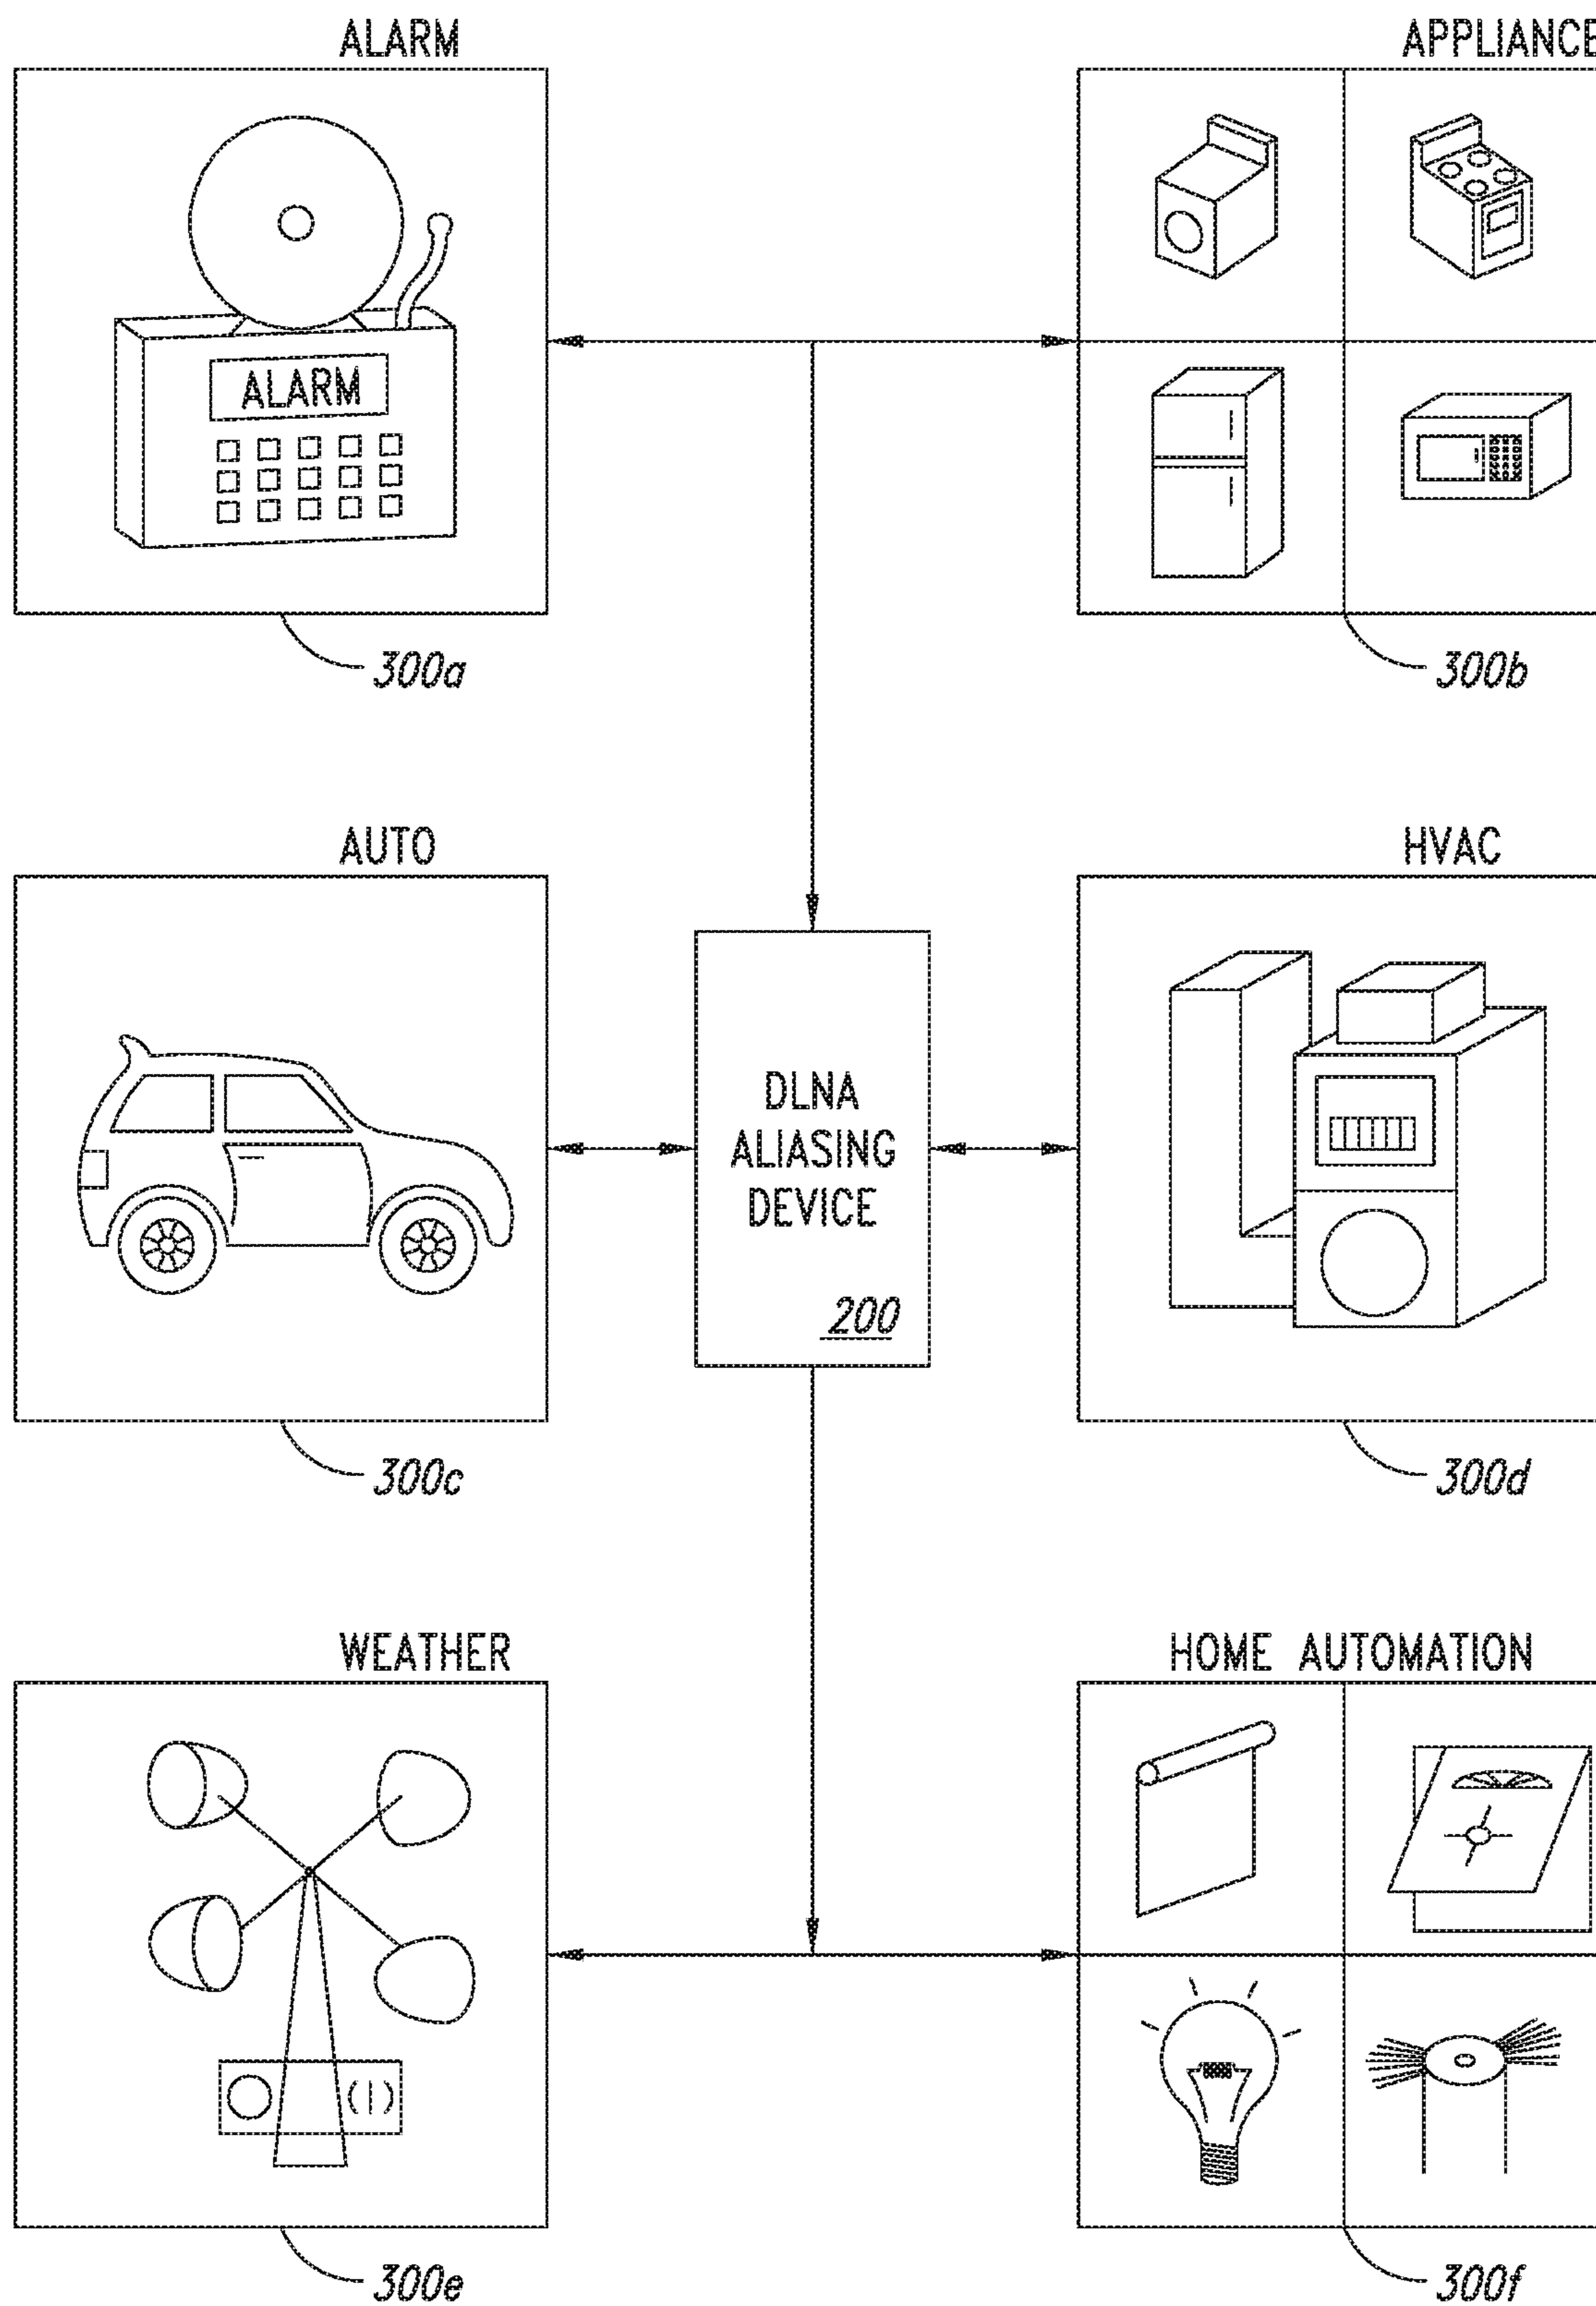 ALARM
APPLIANCE
ALARM
300a
300b
AUTO
HVAC
DLNA
ALIASING
DEVICE
200
300c
300d
WEATHER
HOME AUTOMATION
300e
300f